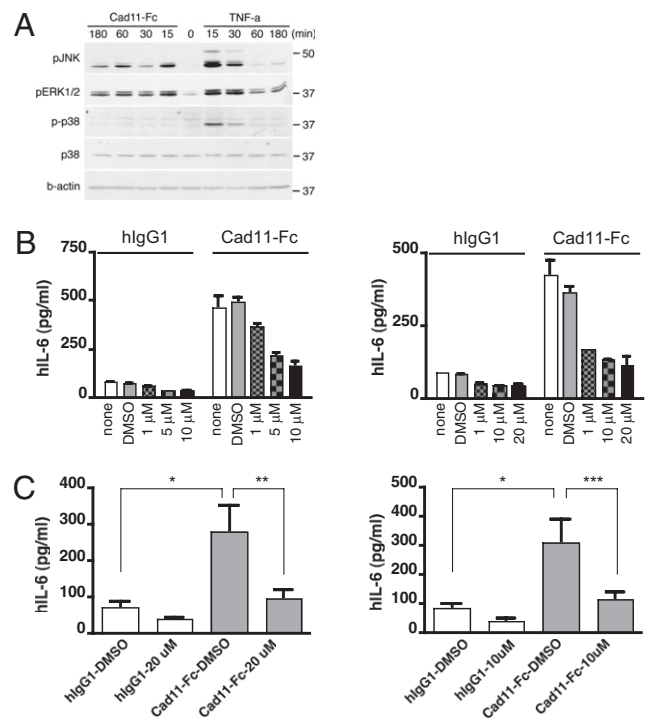 A
Cad11-Fc TNF-a
180 60 30 15 0 15 30 60 180 (min)
pJNK 50
pERK1/2 37
p-p38 37
p38 37
b-actin 37
B
hIgG1 Cad11-Fc
hIL-6 (pg/ml)
750
500
250
0
none DMSO 1 µM 5 µM 10 µM none DMSO 1 µM 5 µM 10 µM
hIgG1 Cad11-Fc
hIL-6 (pg/ml)
500
250
0
none DMSO 1 µM 10 µM 20 µM none DMSO 1 µM 10 µM 20 µM
C
hIL-6 (pg/ml)
400
300
200
100
0
* **
hIgG1-DMSO hIgG1-20 uM Cad11-Fc-DMSO Cad11-Fc-20 uM
hIL-6 (pg/ml)
500
400
300
200
100
0
* ***
hIgG1-DMSO hIgG1-10uM Cad11-Fc-DMSO Cad11-Fc-10uM